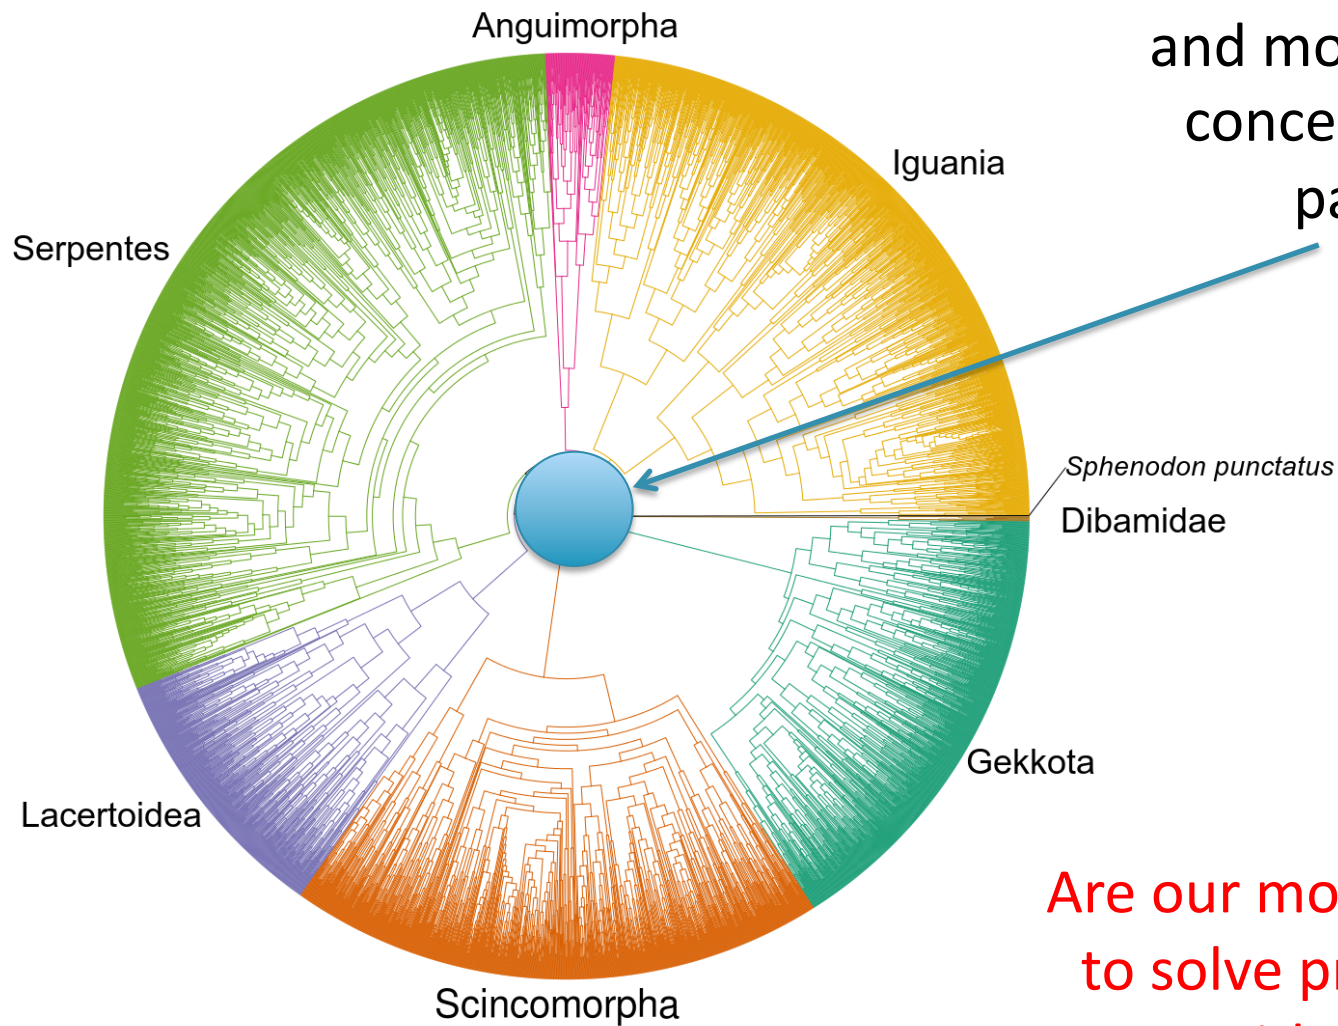 Anguimorpha
and mo
conce
pa
Iguania
Serpentes
Sphenodon punctatus
Dibamidae
Gekkota
Lacertoidea
Are our mo
to solve pr
Scincomorpha